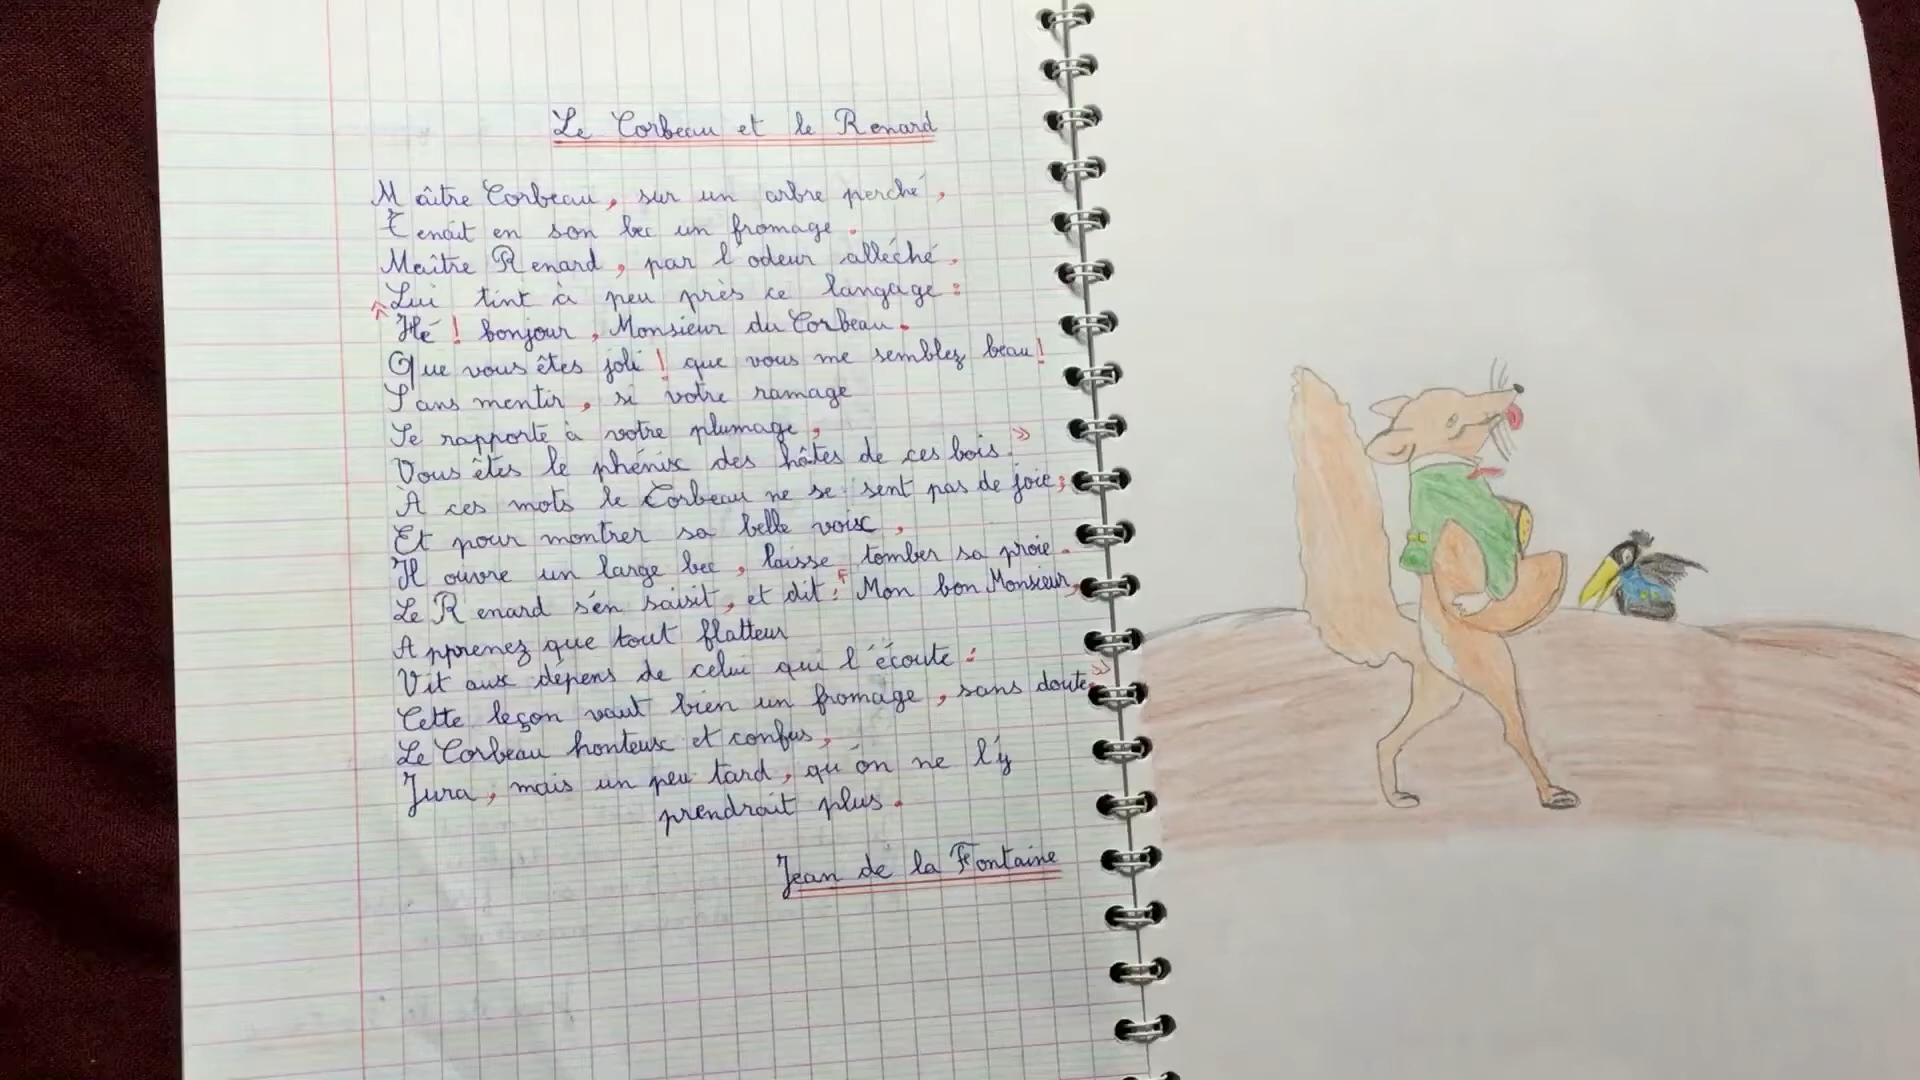 Le Corbeau et le Renard
Maître Corbeau, sur un arbre perché,
Tenait en son bec un fromage.
Maître Renard, par l'odeur alléché,
Lui tint à peu près ce langage :
« Hé ! bonjour, Monsieur du Corbeau.
Que vous êtes joli ! que vous me semblez beau !
Sans mentir, si votre ramage
Se rapporte à votre plumage,
Vous êtes le phénix des hôtes de ces bois. »
À ces mots le Corbeau ne se sent pas de joie ;
Et pour montrer sa belle voix,
Il ouvre un large bec, laisse tomber sa proie.
Le Renard s'en saisit, et dit : « Mon bon Monsieur,
Apprenez que tout flatteur
Vit aux dépens de celui qui l'écoute :
Cette leçon vaut bien un fromage, sans doute. »
Le Corbeau honteux et confus,
Jura, mais un peu tard, qu'on ne l'y
prendrait plus.
Jean de la Fontaine